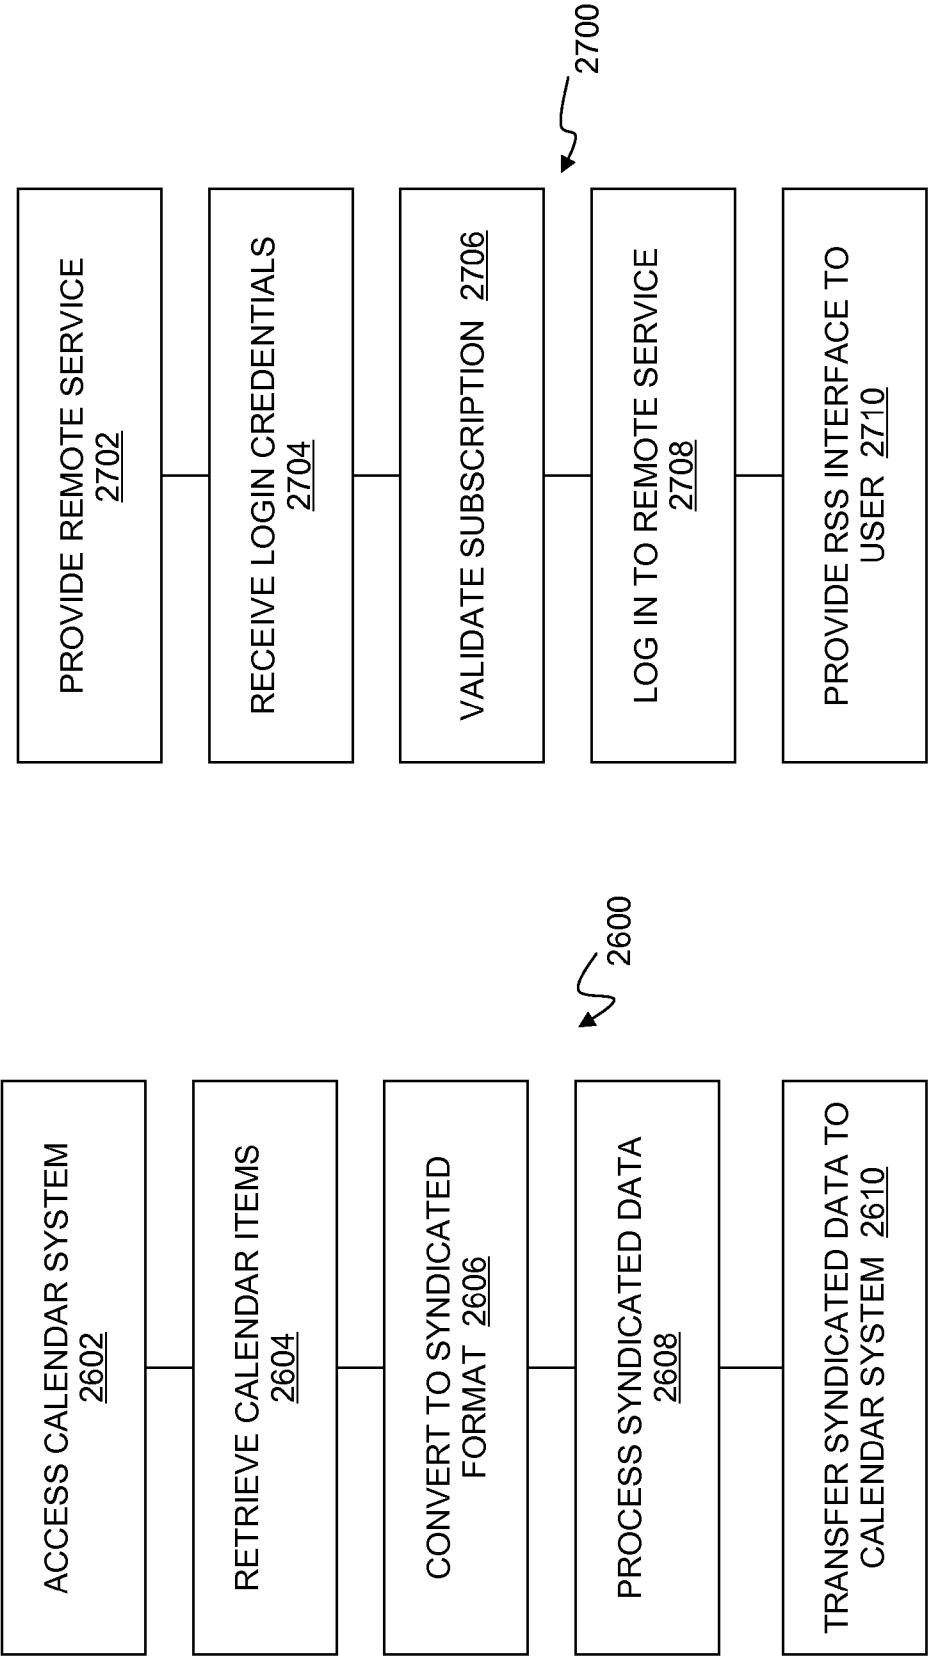 ACCESS CALENDAR SYSTEM
2602
RETRIEVE CALENDAR ITEMS
2604
CONVERT TO SYNDICATED
FORMAT 2606
PROCESS SYNDICATED DATA
2608
TRANSFER SYNDICATED DATA TO
CALENDAR SYSTEM 2610
2600
PROVIDE REMOTE SERVICE
2702
RECEIVE LOGIN CREDENTIALS
2704
VALIDATE SUBSCRIPTION 2706
LOG IN TO REMOTE SERVICE
2708
PROVIDE RSS INTERFACE TO
USER 2710
2700